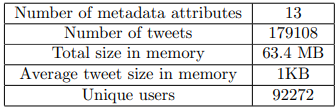 Number of metadata attributes 13
Number of tweets 179108
Total size in memory 63.4 MB
Average tweet size in memory 1KB
Unique users 92272